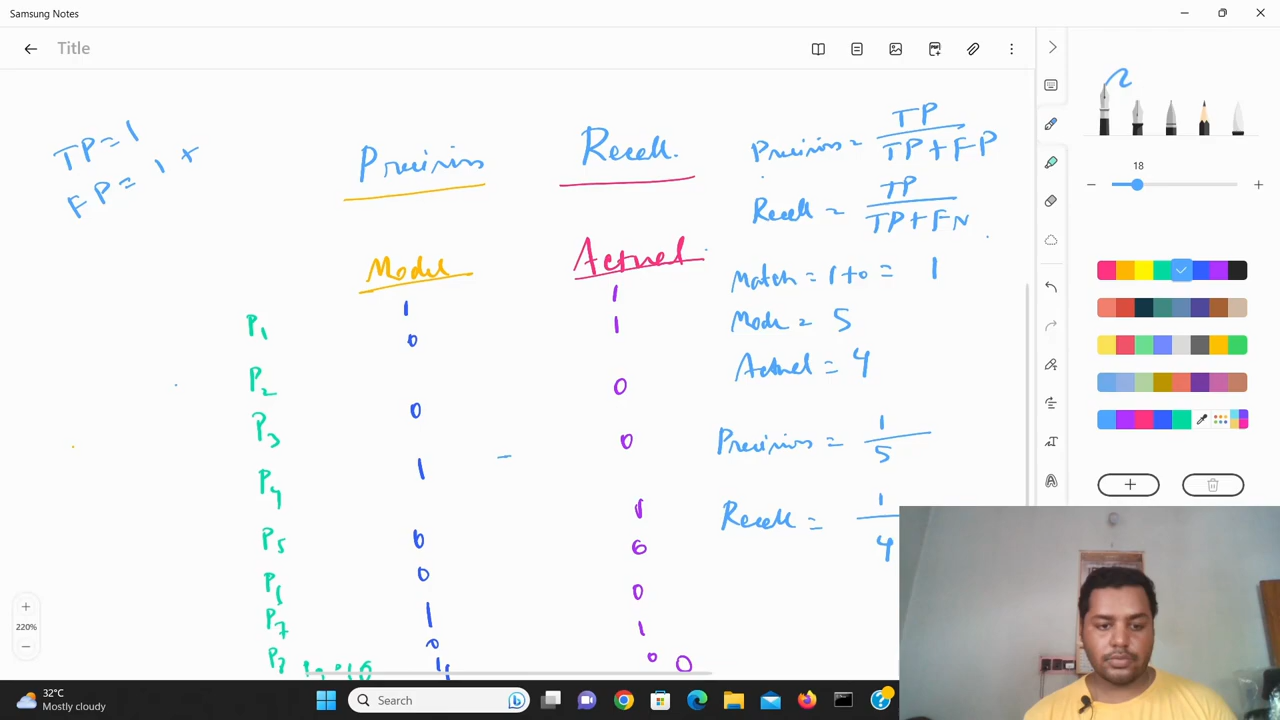 Samsung Notes
Title
TP=1
FP= 1 +
Precision
Recall.
Precision = TP / TP+FP
Recall = TP / TP+FN
Model
Actual
Match = 1+0 = 1
Mode = 5
Actual = 4
Precision = 1/5
Recall = 1/4
1 1
P1 0 1
P2 0
P3 0 0
P4 1 -
P5 0 6
0 0
P7 1 1
0 0 0
18
220%
32°C
Mostly cloudy
Search